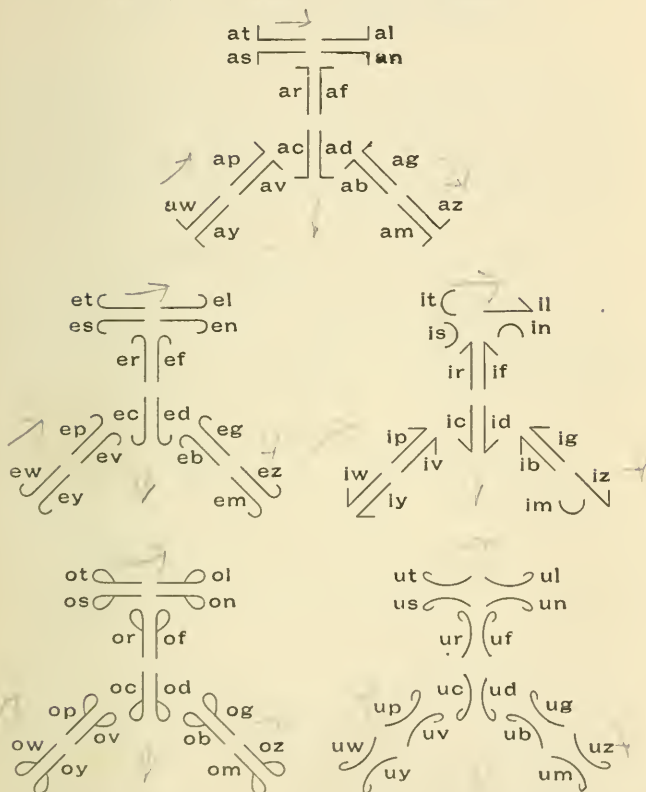 at al
as an
ar af
ap ac ad ag
av ab
aw az
ay am
et el it il
es en is in
er ef ir if
ep ec ed eg ip ic id ig
ev eb iv ib
ew ez iw iz
ey em iy im
ot ol ut ul
os on us un
or of ur uf
op oc od og up uc ud ug
ov ob uv ub
ow oz uw uz
oy om uy um